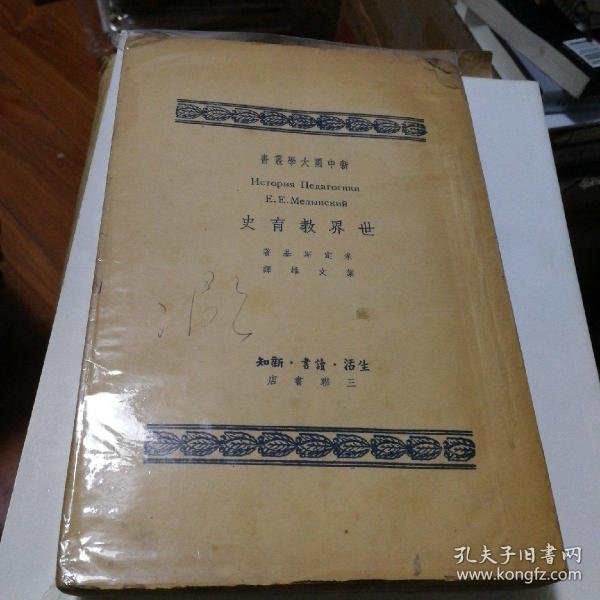 新中國大學叢書
История Педагогики
Е.Е.Медынский
世界教育史
米定斯基著
葉文雄譯
生活·讀書·新知
三聯書店
孔夫子旧书网
www.kongfz.com